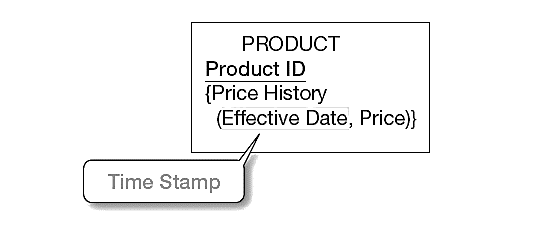 PRODUCT
Product ID
{Price History
(Effective Date, Price)}
Time Stamp